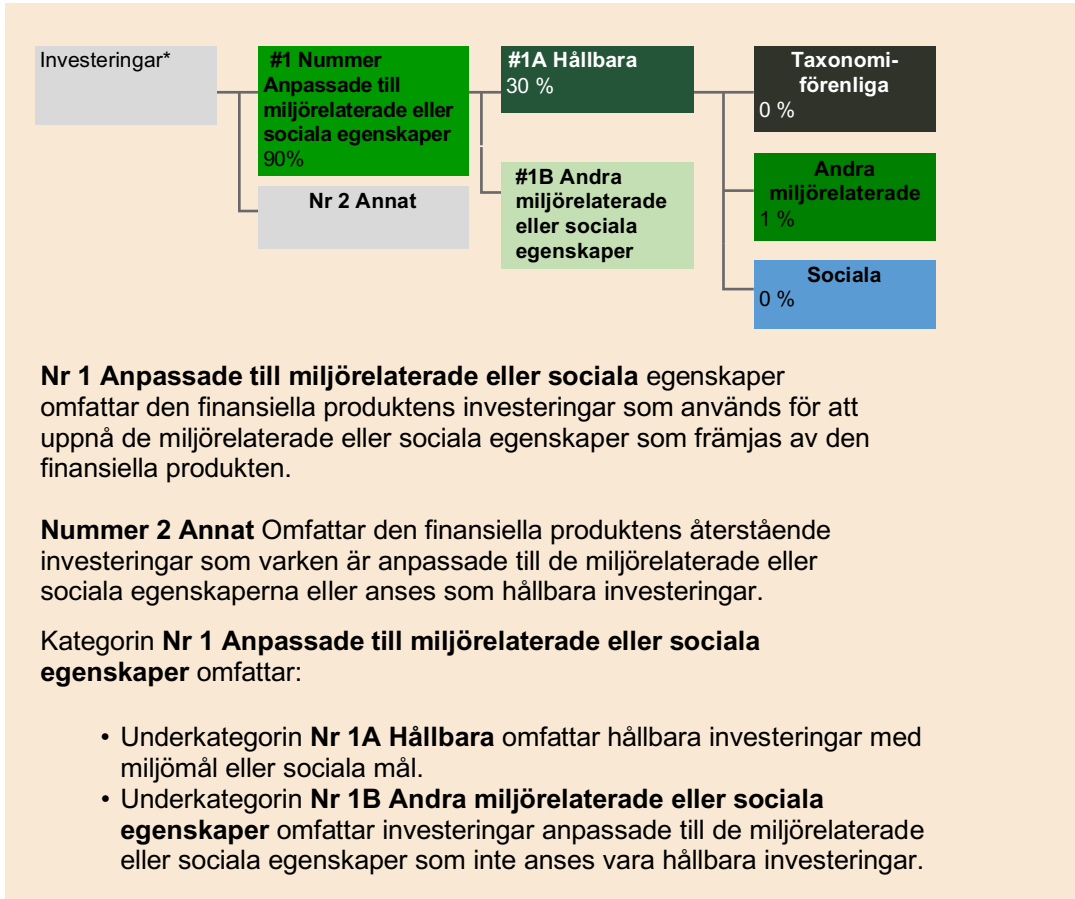 Investeringar*
#1 Nummer
Anpassade till
miljörelaterade eller
sociala egenskaper
90%
Nr 2 Annat
#1A Hållbara
30 %
#1B Andra
miljörelaterade
eller sociala
egenskaper
Taxonomi-
förenliga
0 %
Andra
miljörelaterade
1 %
Sociala
0 %
Nr 1 Anpassade till miljörelaterade eller sociala egenskaper
omfattar den finansiella produktens investeringar som används för att
uppnå de miljörelaterade eller sociala egenskaper som främjas av den
finansiella produkten.
Nummer 2 Annat Omfattar den finansiella produktens återstående
investeringar som varken är anpassade till de miljörelaterade eller
sociala egenskaperna eller anses som hållbara investeringar.
Kategorin Nr 1 Anpassade till miljörelaterade eller sociala
egenskaper omfattar:
• Underkategorin Nr 1A Hållbara omfattar hållbara investeringar med
miljömål eller sociala mål.
• Underkategorin Nr 1B Andra miljörelaterade eller sociala
egenskaper omfattar investeringar anpassade till de miljörelaterade
eller sociala egenskaper som inte anses vara hållbara investeringar.